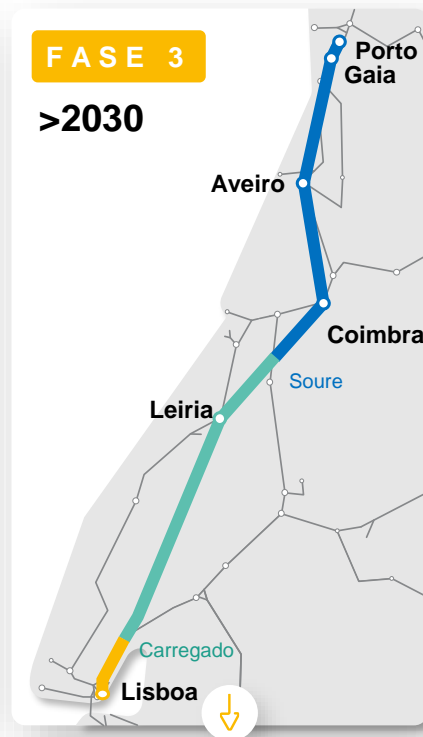 FASE 3
>2030
Porto
Gaia
Aveiro
Coimbra
Soure
Leiria
Carregado
Lisboa